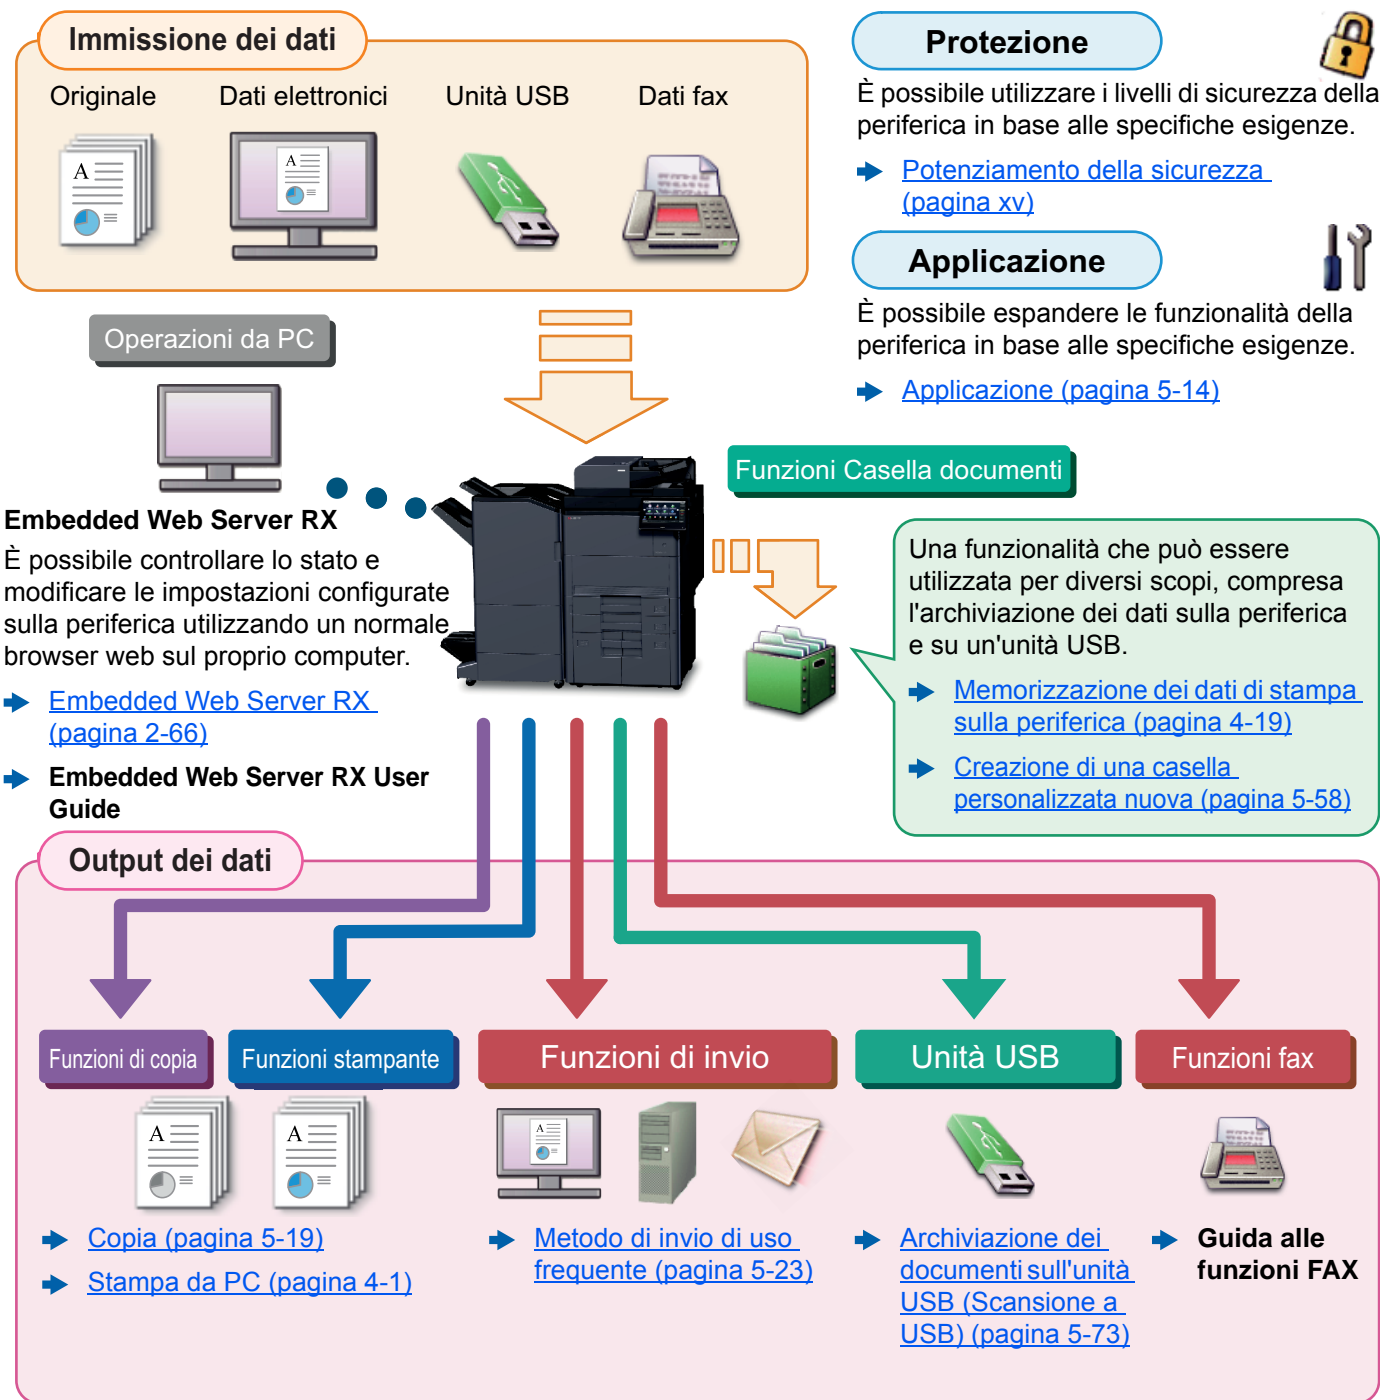 Immissione dei dati
Originale
Dati elettronici
Unità USB
Dati fax
Protezione
È possibile utilizzare i livelli di sicurezza della
periferica in base alle specifiche esigenze.
Potenziamento della sicurezza
(pagina xv)
Applicazione
È possibile espandere le funzionalità della
periferica in base alle specifiche esigenze.
Applicazione (pagina 5-14)
Operazioni da PC
Embedded Web Server RX
È possibile controllare lo stato e
modificare le impostazioni configurate
sulla periferica utilizzando un normale
browser web sul proprio computer.
Embedded Web Server RX
(pagina 2-66)
Embedded Web Server RX User
Guide
Funzioni Casella documenti
Una funzionalità che può essere
utilizzata per diversi scopi, compresa
l'archiviazione dei dati sulla periferica
e su un'unità USB.
Memorizzazione dei dati di stampa
sulla periferica (pagina 4-19)
Creazione di una casella
personalizzata nuova (pagina 5-58)
Output dei dati
Funzioni di copia
Funzioni stampante
Funzioni di invio
Unità USB
Funzioni fax
Copia (pagina 5-19)
Stampa da PC (pagina 4-1)
Metodo di invio di uso
frequente (pagina 5-23)
Archiviazione dei
documenti sull'unità
USB (Scansione a
USB) (pagina 5-73)
Guida alle
funzioni FAX